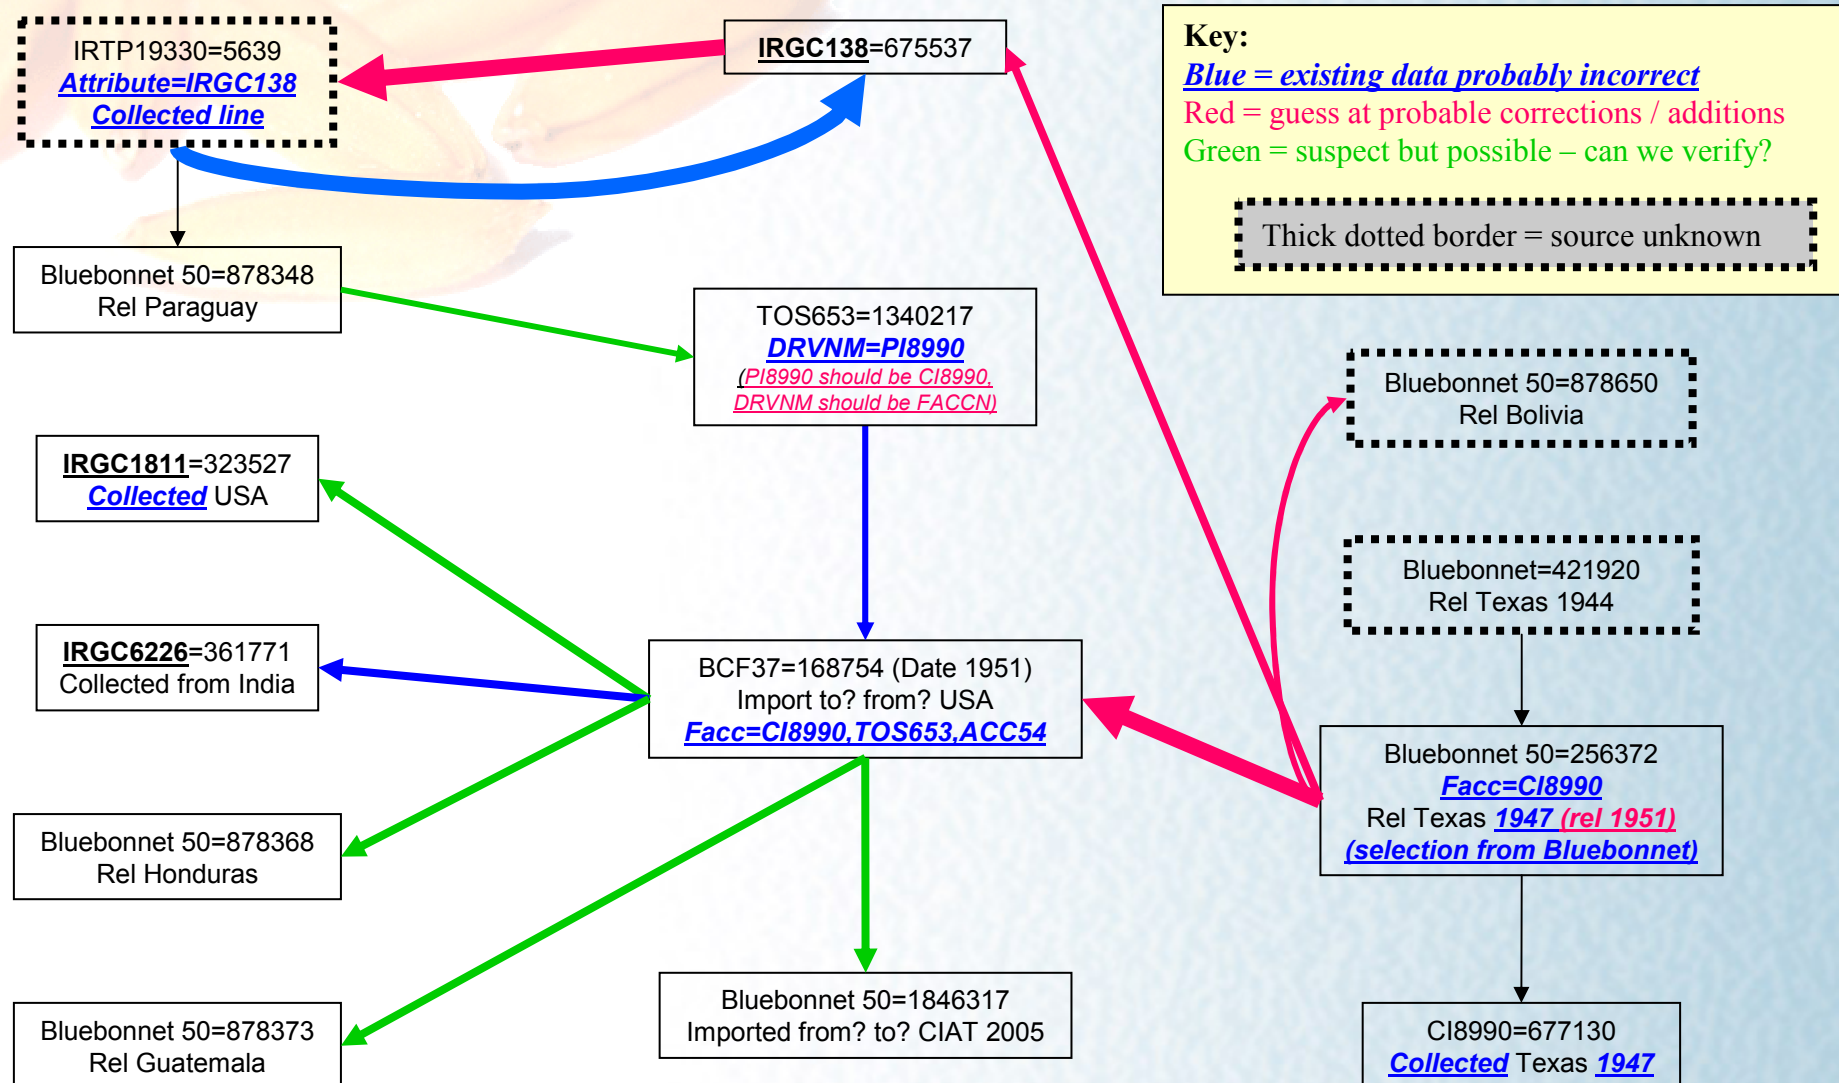 IRTP19330=5639
Attribute=IRGC138
Collected line
IRGC138=675537
Key:
Blue = existing data probably incorrect
Red = guess at probable corrections / additions
Green = suspect but possible – can we verify?
Thick dotted border = source unknown
Bluebonnet 50=878348
Rel Paraguay
TOS653=1340217
DRVNM=PI8990
(PI8990 should be CI8990,
DRVNM should be FACCN)
Bluebonnet 50=878650
Rel Bolivia
IRGC1811=323527
Collected USA
Bluebonnet=421920
Rel Texas 1944
IRGC6226=361771
Collected from India
BCF37=168754 (Date 1951)
Import to? from? USA
Facc=CI8990,TOS653,ACC54
Bluebonnet 50=256372
Facc=CI8990
Rel Texas 1947 (rel 1951)
(selection from Bluebonnet)
Bluebonnet 50=878368
Rel Honduras
Bluebonnet 50=1846317
Imported from? to? CIAT 2005
Bluebonnet 50=878373
Rel Guatemala
CI8990=677130
Collected Texas 1947